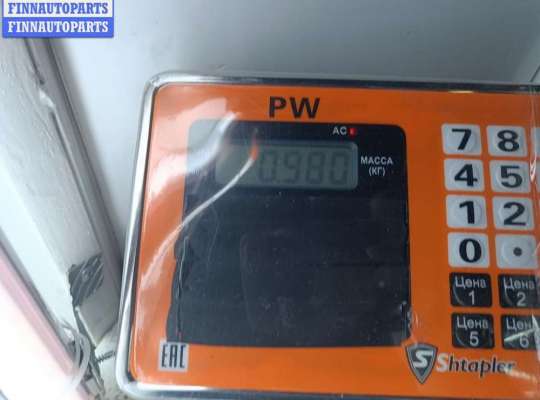 FINNAUTOPARTS
FINNAUTOPARTS
PW
AC
0.980
МАССА
(КГ)
7 8
4 5
1 2
0 •
Цена
1
Цена
2
Цена
5
Цена
6
EAC
S Shtapler